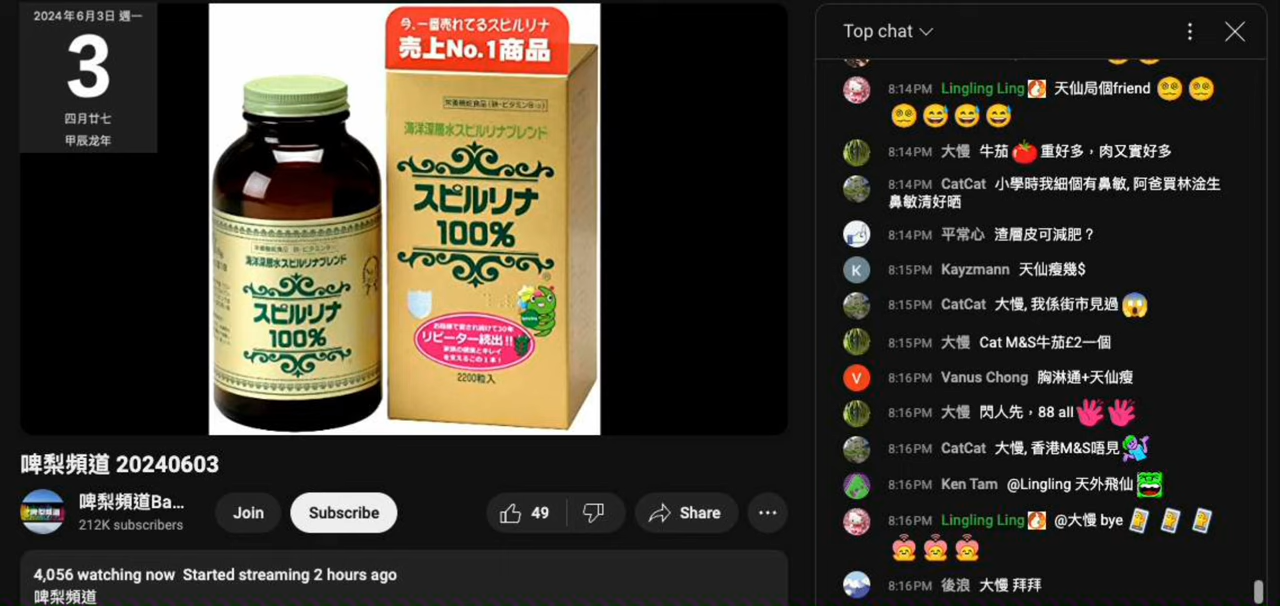 2024年6月3日 週一
3
四月廿七
甲辰龙年
今、一番売れてるスピルリナ
売上No.1商品
海洋深層水スピルリナブレンド
スピルリナ
100%
リピーター続出!!
2200粒入
海洋深層水スピルリナブレンド
スピルリナ
100%
啤梨頻道 20240603
啤梨頻道Ba...
212K subscribers
Join
Subscribe
49
Share
4,056 watching now Started streaming 2 hours ago
啤梨頻道
Top chat
8:14PM Lingling Ling 天仙局個friend
8:14PM 大慢 牛茄 重好多，肉又實好多
8:14PM CatCat 小學時我細個有鼻敏, 阿爸買林淦生
鼻敏清好晒
8:14PM 平常心 渣層皮可減肥？
8:15PM Kayzmann 天仙瘦幾$
8:15PM CatCat 大慢, 我係街市見過
8:15PM 大慢 Cat M&S牛茄£2一個
8:16PM Vanus Chong 胸淋通+天仙瘦
8:16PM 大慢 閃人先，88 all
8:16PM CatCat 大慢, 香港M&S唔見
8:16PM Ken Tam @Lingling 天外飛仙
8:16PM Lingling Ling @大慢 bye
8:16PM 後浪 大慢 拜拜
K
V